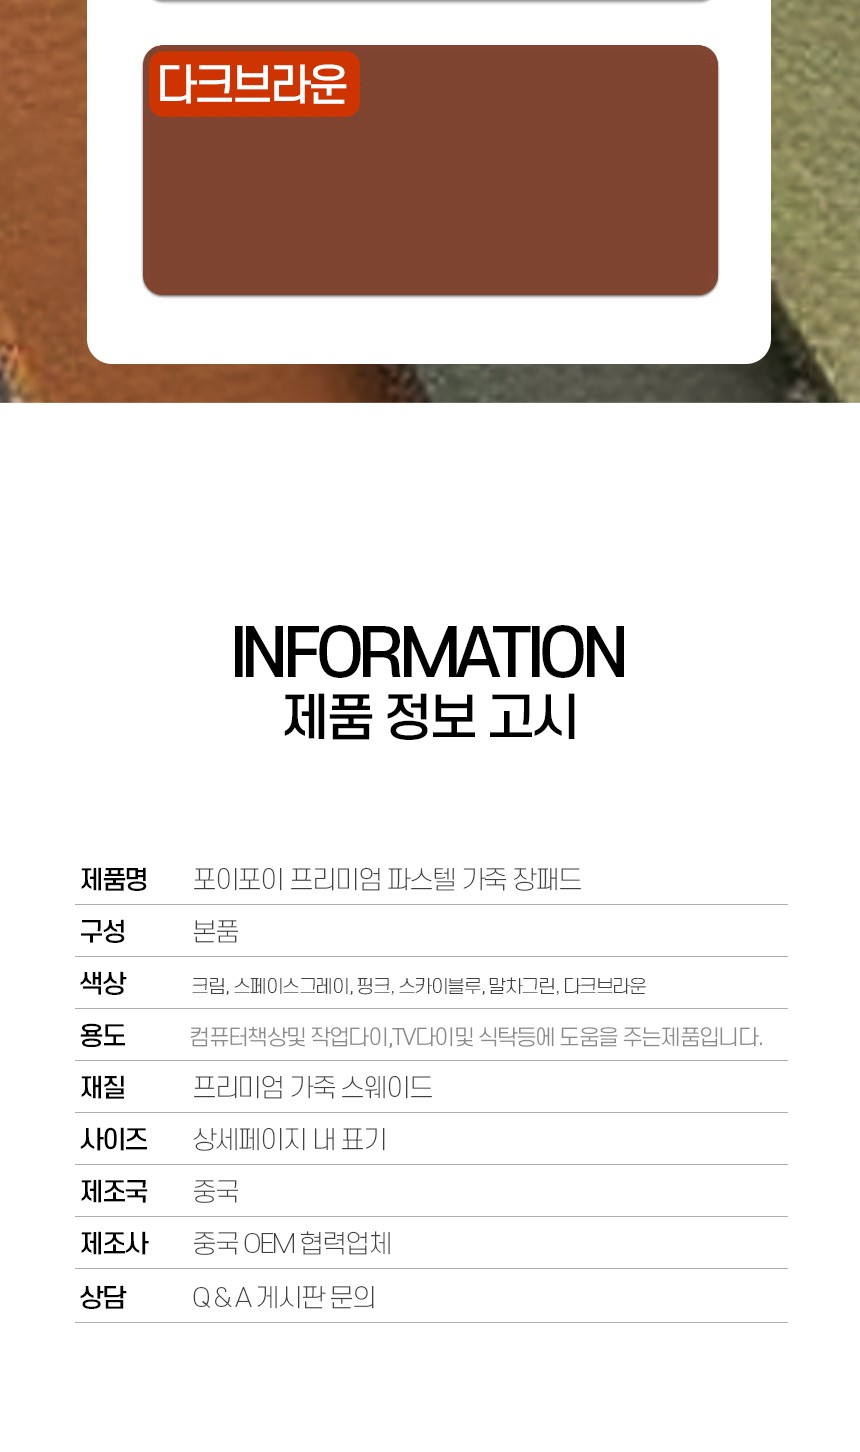 다크브라운
INFORMATION
제품 정보 고시
제품명 포이포이 프리미엄 파스텔 가죽 장패드
구성 본품
색상 크림, 스페이스그레이, 핑크, 스카이블루, 말차그린, 다크브라운
용도 컴퓨터책상및 작업다이,TV다이및 식탁등에 도움을 주는제품입니다.
재질 프리미엄 가죽 스웨이드
사이즈 상세페이지 내 표기
제조국 중국
제조사 중국 OEM 협력업체
상담 Q & A 게시판 문의